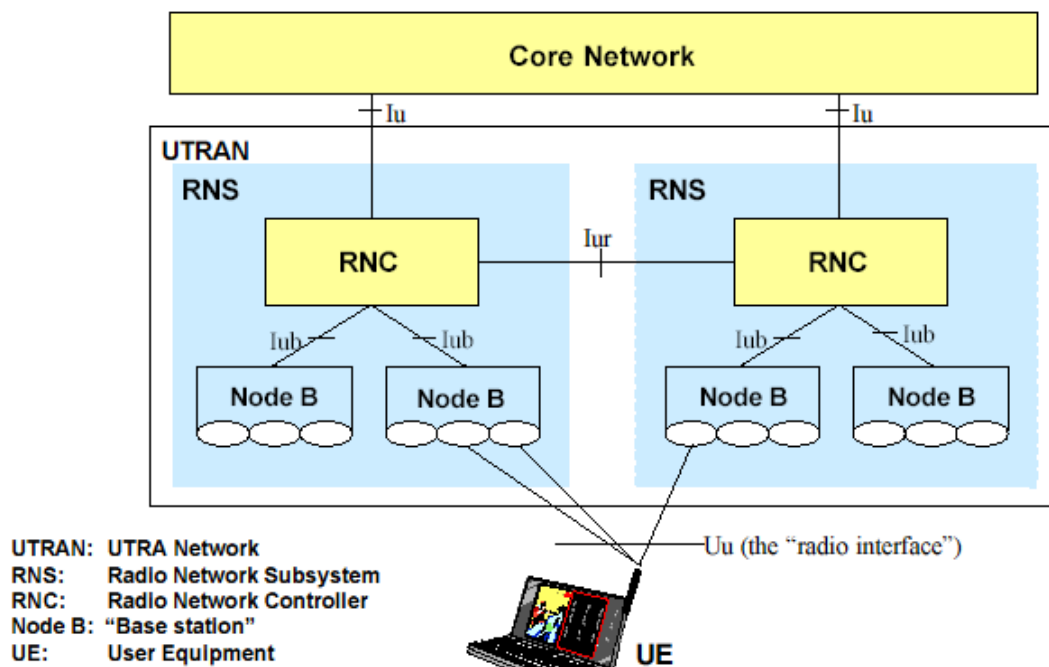 Core Network
Iu Iu
UTRAN
RNS RNS
RNC Iur RNC
Iub Iub Iub Iub
Node B Node B Node B Node B
Uu (the “radio interface”)
UTRAN: UTRA Network
RNS: Radio Network Subsystem
RNC: Radio Network Controller
Node B: “Base station”
UE: User Equipment
UE